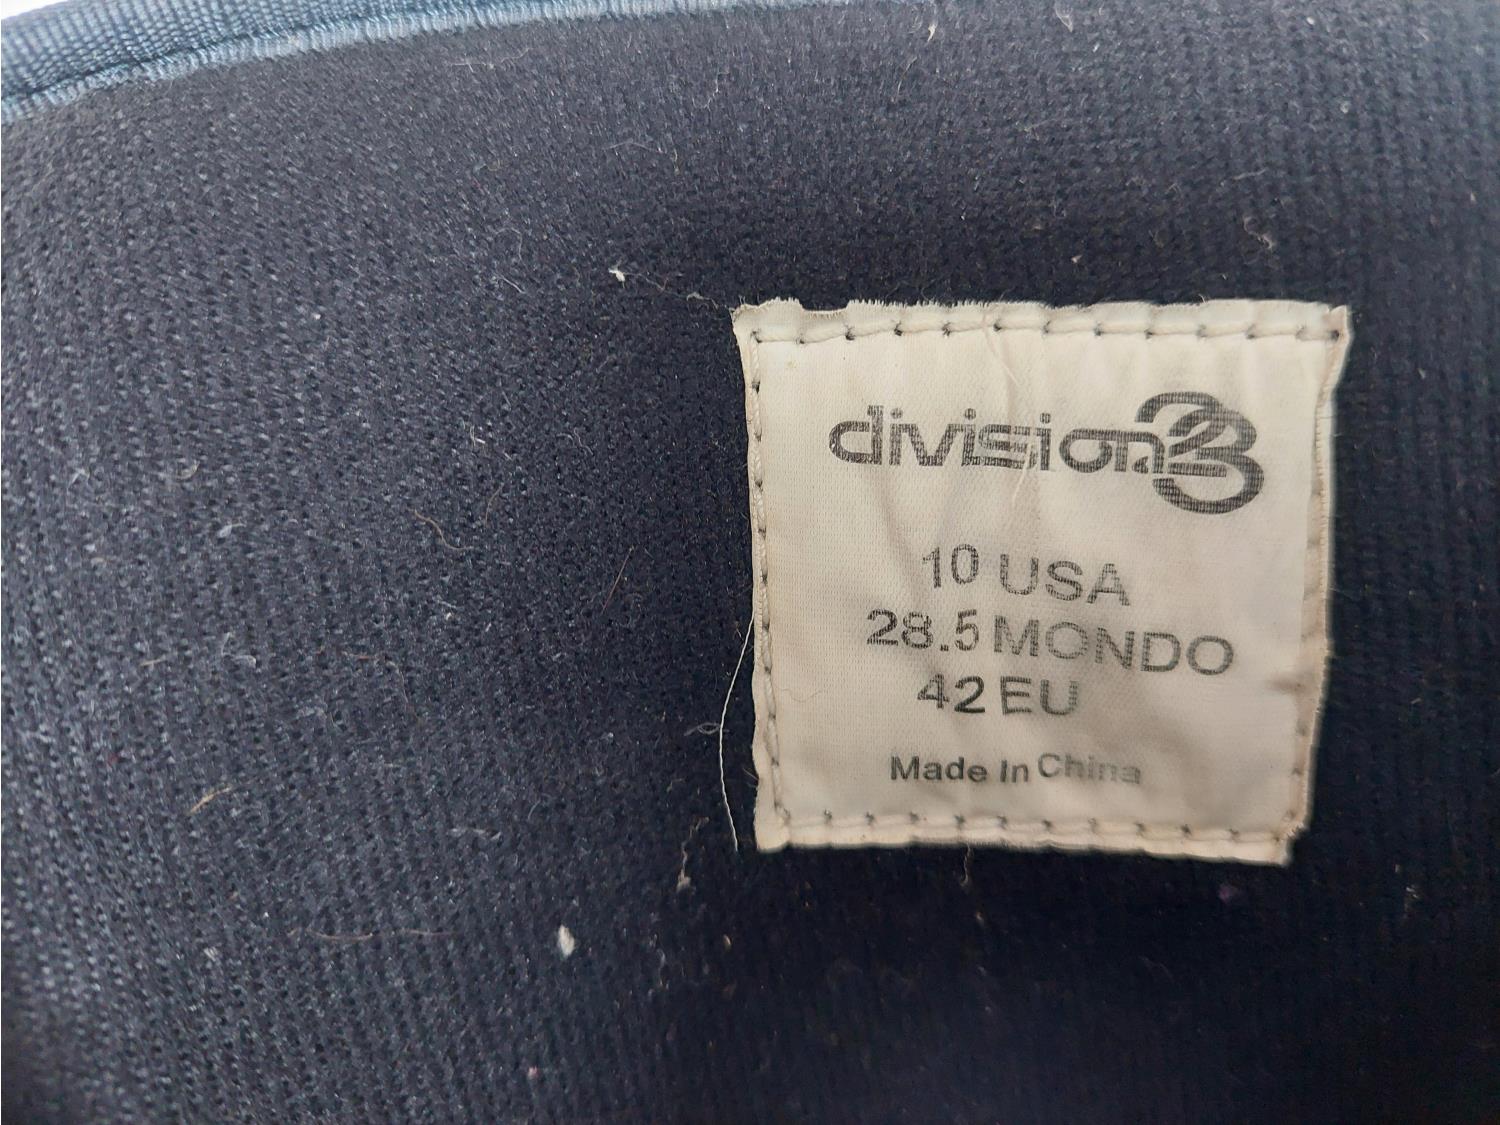 division23
10 USA
28.5 MONDO
42 EU
Made In China